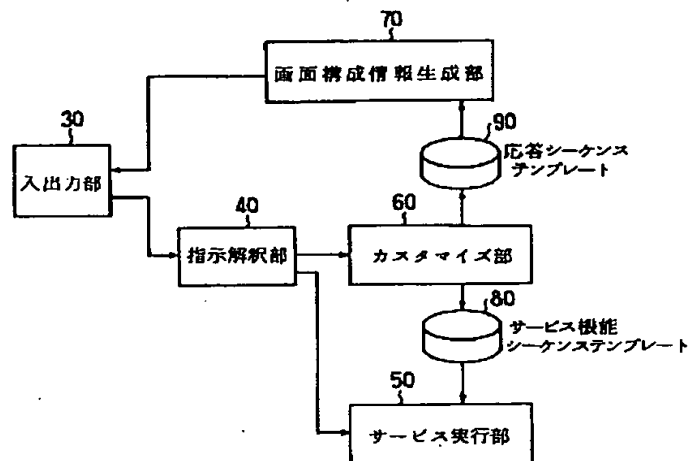 70
画面構成情報生成部
30
入出力部
90
応答シーケンス
テンプレート
40
指示解釈部
60
カスタマイズ部
80
サービス機能
シーケンステンプレート
50
サービス実行部